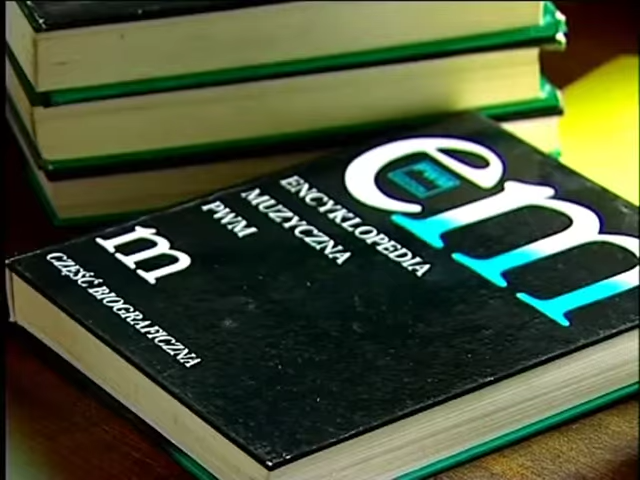 em
ENCYKLOPEDIA
MUZYCZNA
PWM
m
CZĘŚĆ BIOGRAFICZNA